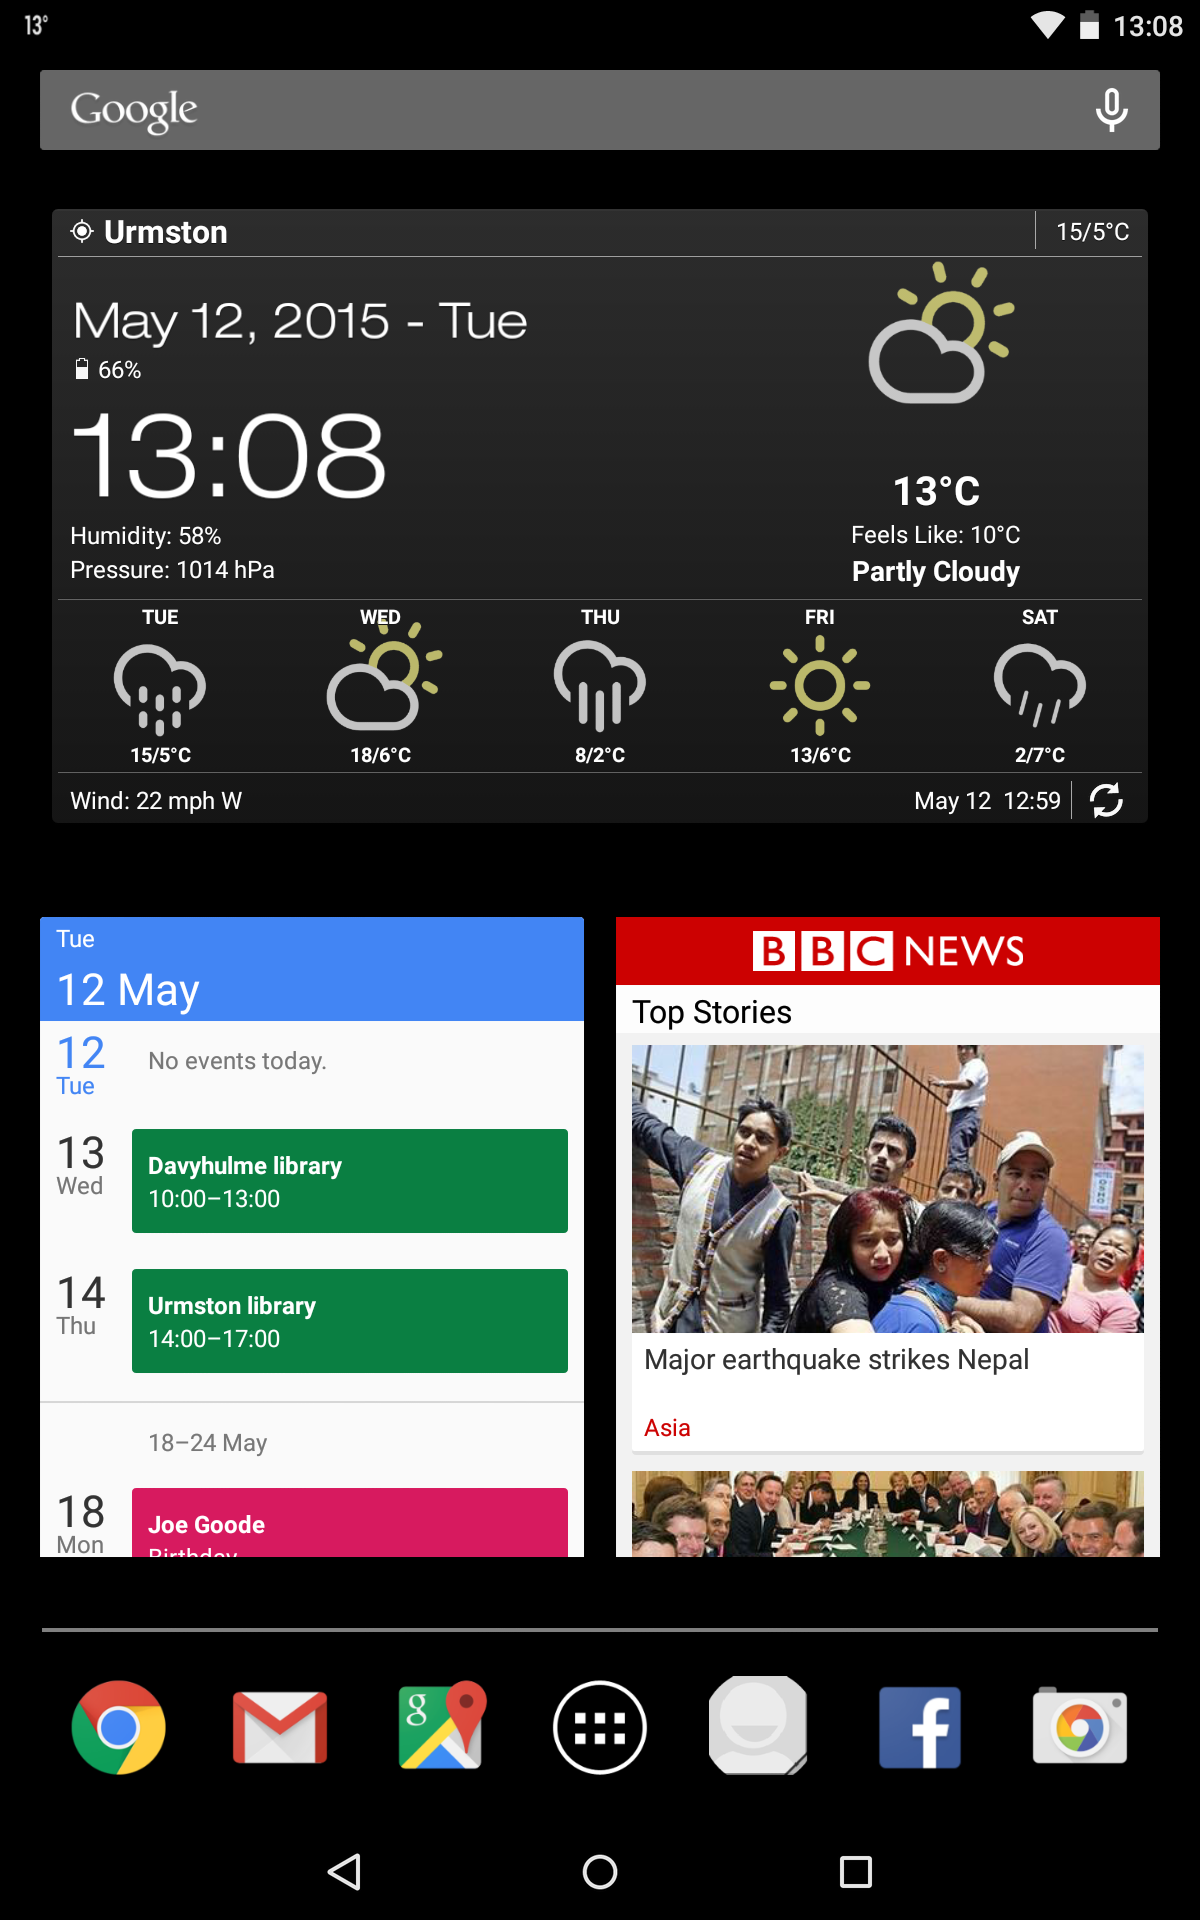 13°
13:08
Google
Urmston
15/5°C
May 12, 2015 - Tue
66%
13:08
Humidity: 58%
Pressure: 1014 hPa
13°C
Feels Like: 10°C
Partly Cloudy
TUE WED THU FRI SAT
15/5°C 18/6°C 8/2°C 13/6°C 2/7°C
Wind: 22 mph W
May 12 12:59
Tue
12 May
12
Tue
No events today.
13
Wed
Davyhulme library
10:00–13:00
14
Thu
Urmston library
14:00–17:00
18–24 May
18
Mon
Joe Goode
Birthday
BBC NEWS
Top Stories
HOTEL
OSHO
Major earthquake strikes Nepal
Asia
g
f